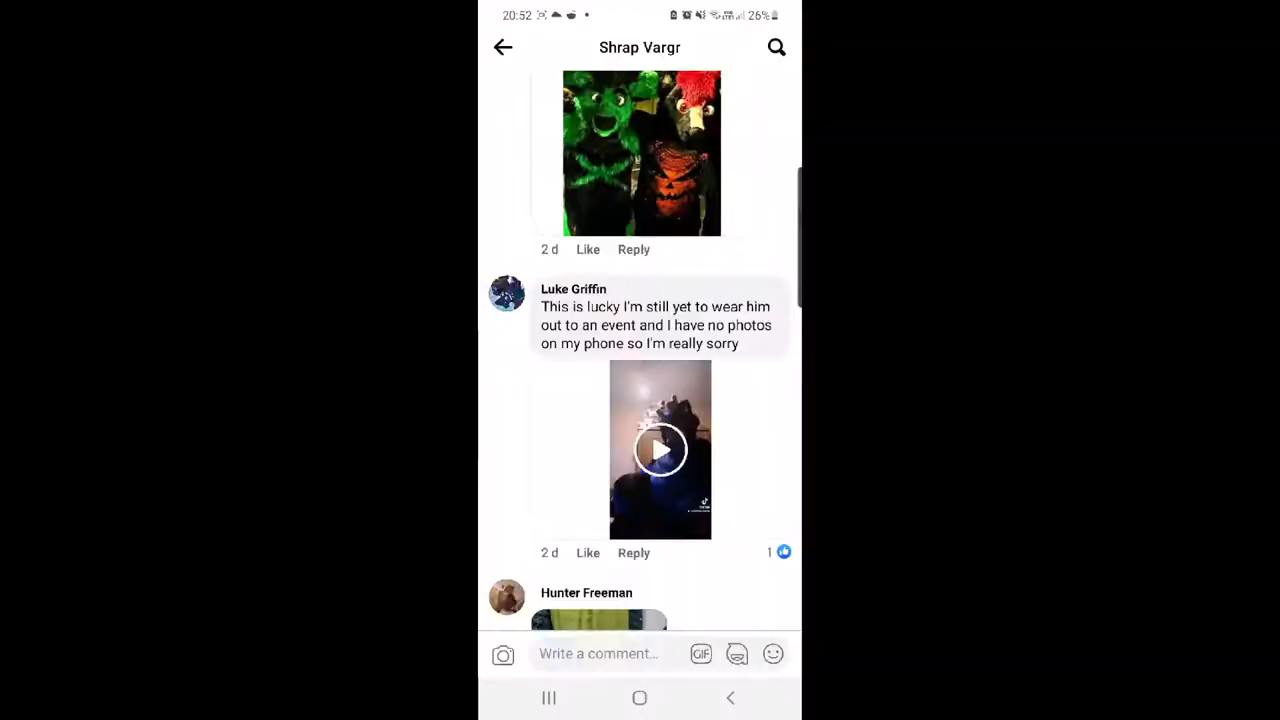 20:52
26%
Shrap Vargr
2 d Like Reply
Luke Griffin
This is lucky I'm still yet to wear him
out to an event and I have no photos
on my phone so I'm really sorry
2 d Like Reply 1
Hunter Freeman
Write a comment...
GIF